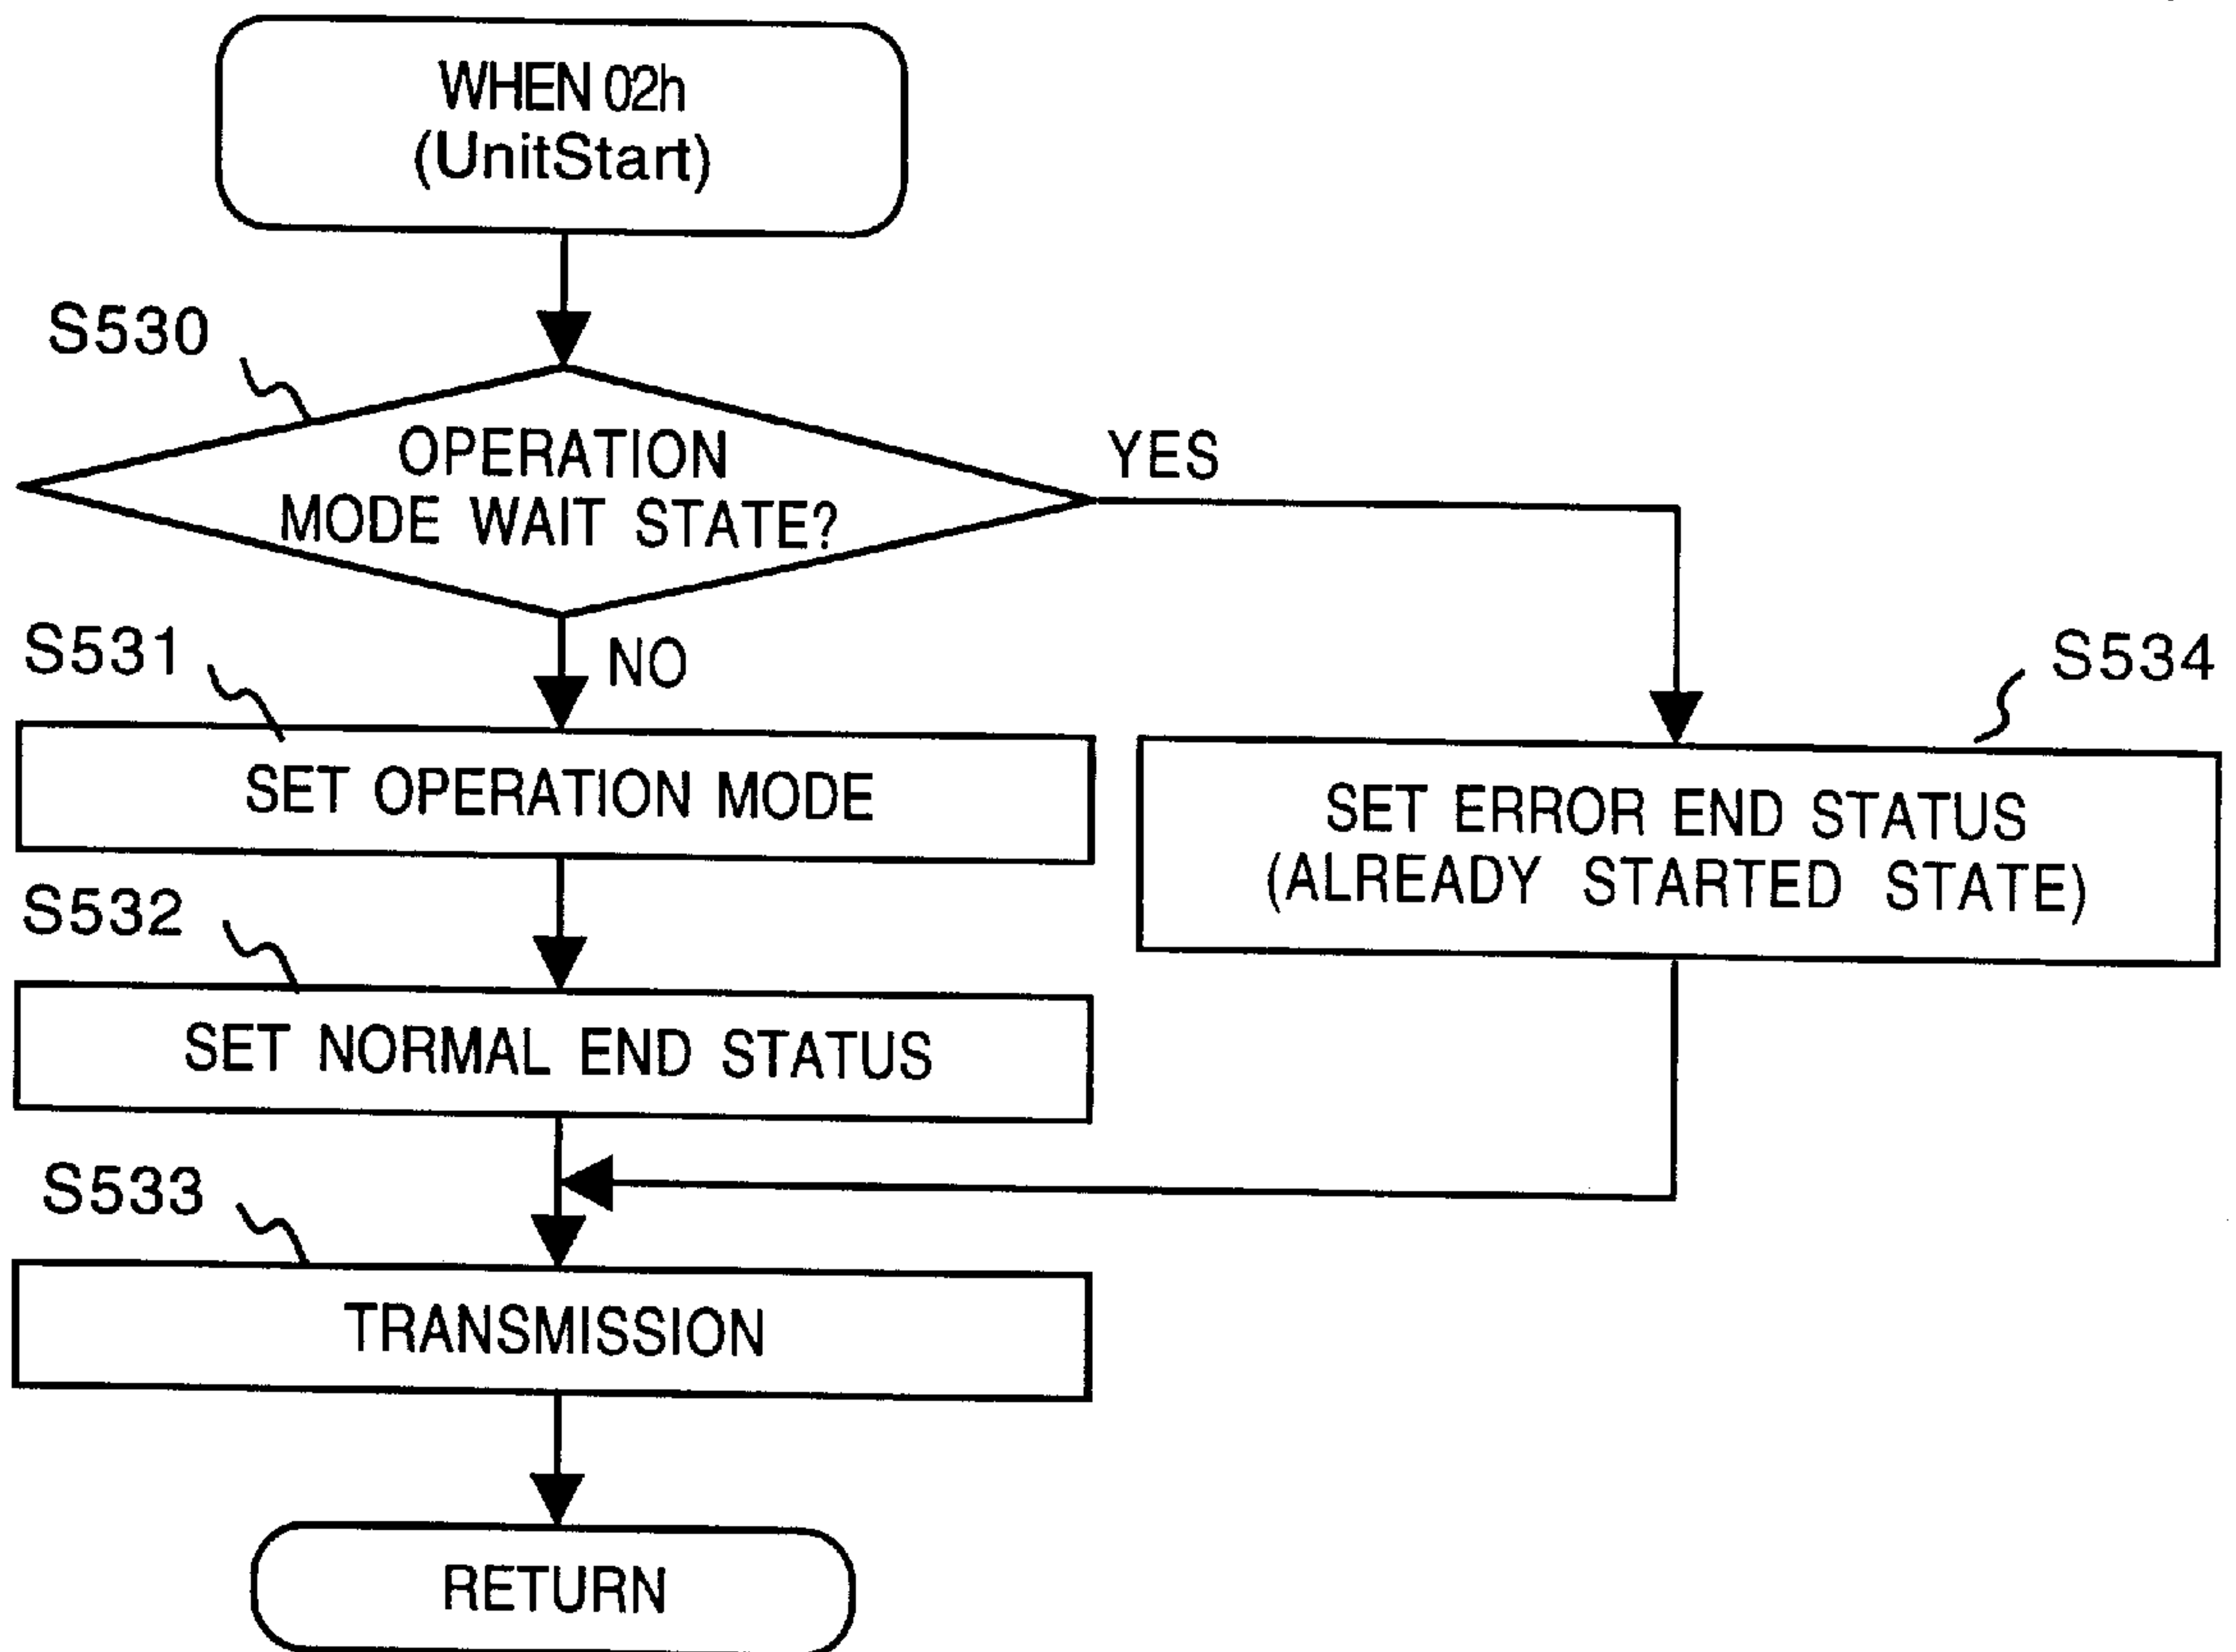 WHEN 02h
(UnitStart)
S530
OPERATION
MODE WAIT STATE?
YES
NO
S531
SET OPERATION MODE
S534
SET ERROR END STATUS
(ALREADY STARTED STATE)
S532
SET NORMAL END STATUS
S533
TRANSMISSION
RETURN